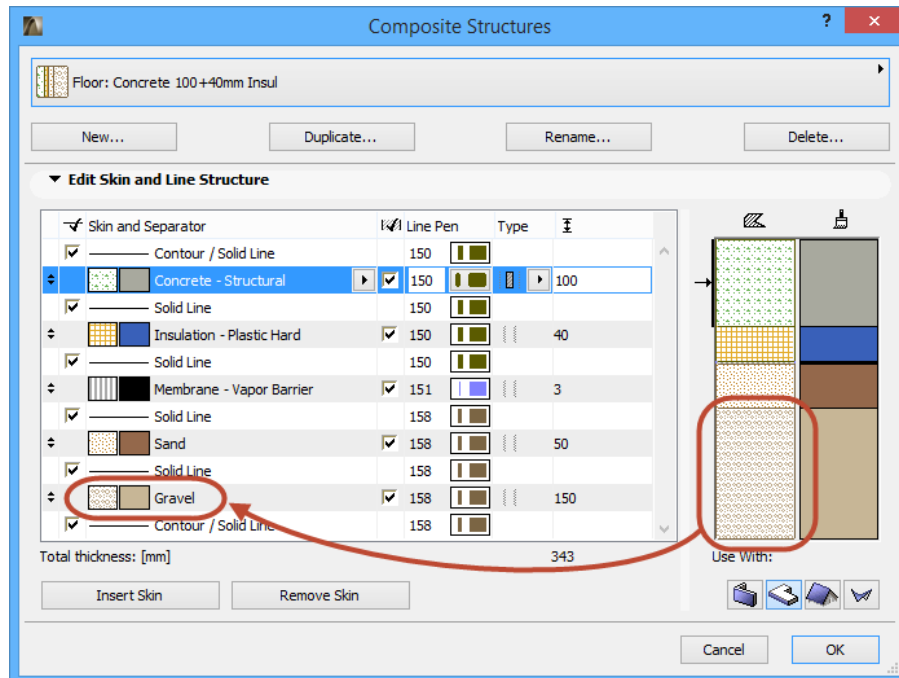 Composite Structures
?
×
Floor: Concrete 100+40mm Insul
New... Duplicate... Rename... Delete...
Edit Skin and Line Structure
Skin and Separator Line Pen Type
Contour / Solid Line 150
Concrete - Structural 150 100
Solid Line 150
Insulation - Plastic Hard 150 40
Solid Line 150
Membrane - Vapor Barrier 151 3
Solid Line 158
Sand 158 50
Solid Line 158
Gravel 158 150
Contour / Solid Line 158
Total thickness: [mm] 343
Use With:
Insert Skin Remove Skin
Cancel OK